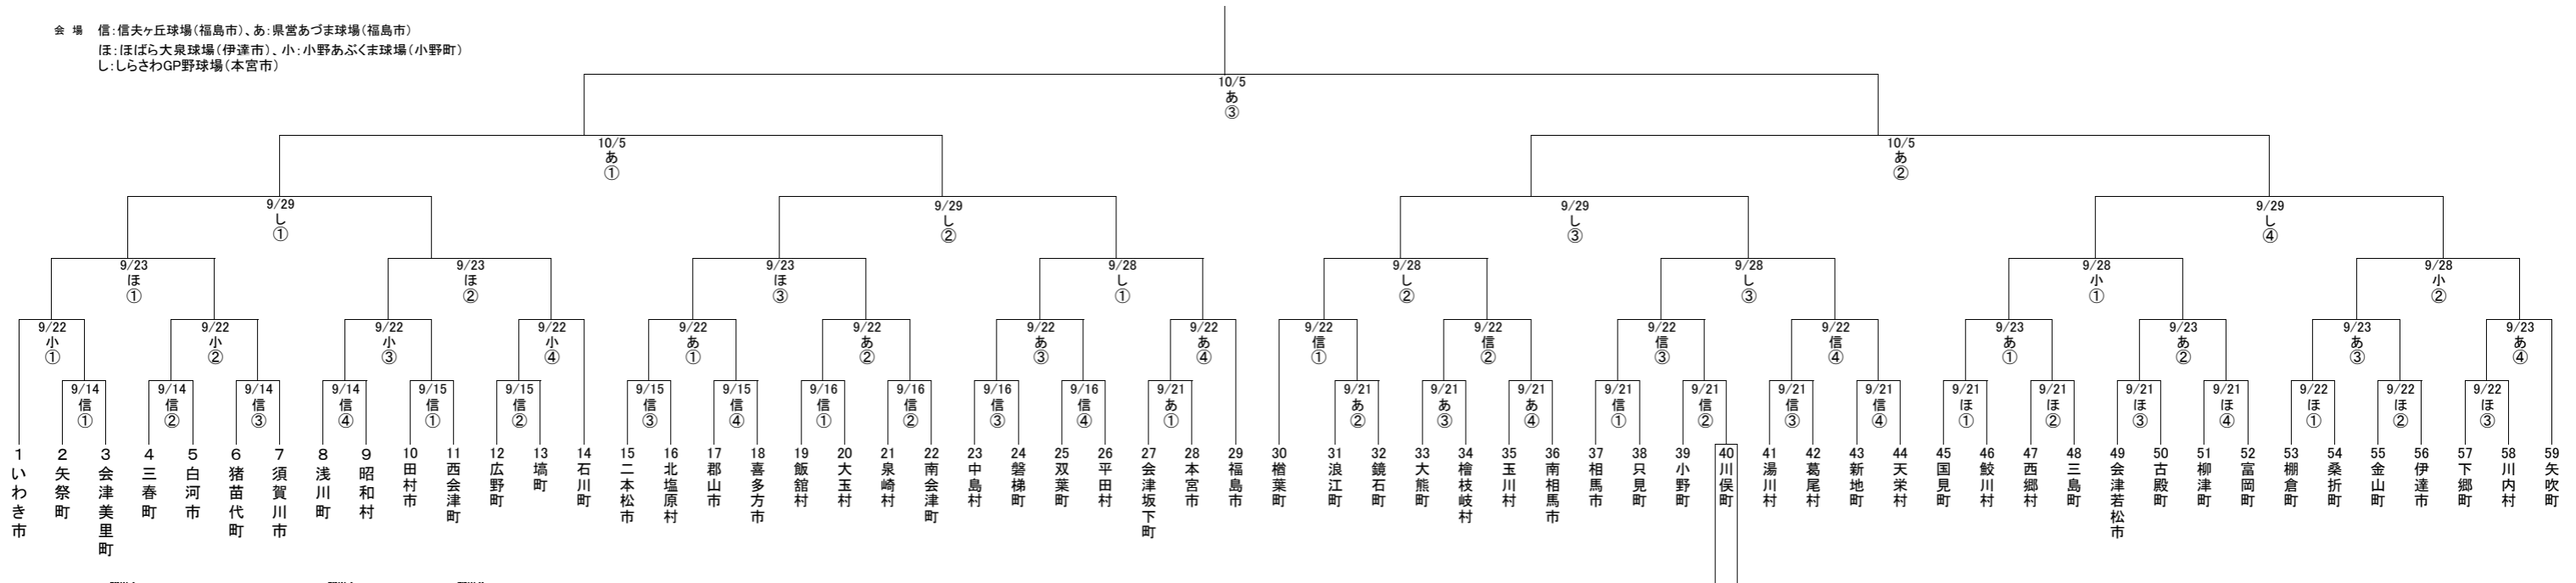 会場 信:信夫ヶ丘球場(福島市)、あ:県営あづま球場(福島市)
ほ:ほばら大泉球場(伊達市)、小:小野あぶくま球場(小野町)
し:しらさわGP野球場(本宮市)
10/5
あ
③
10/5
あ
①
10/5
あ
②
9/29
し
①
9/29
し
②
9/29
し
③
9/29
し
④
9/23
ほ
①
9/23
ほ
②
9/23
ほ
③
9/28
し
①
9/28
し
②
9/28
し
③
9/28
小
①
9/28
小
②
9/22
小
①
9/22
小
②
9/22
小
③
9/22
小
④
9/22
あ
①
9/22
あ
②
9/22
あ
③
9/22
あ
④
9/22
信
①
9/22
信
②
9/22
信
③
9/22
信
④
9/23
あ
①
9/23
あ
②
9/23
あ
③
9/23
あ
④
9/14
信
①
9/14
信
②
9/14
信
③
9/14
信
④
9/15
信
①
9/15
信
②
9/15
信
③
9/15
信
④
9/16
信
①
9/16
信
②
9/16
信
③
9/16
信
④
9/21
あ
①
9/21
あ
②
9/21
あ
③
9/21
あ
④
9/21
信
①
9/21
信
②
9/21
信
③
9/21
信
④
9/21
ほ
①
9/21
ほ
②
9/21
ほ
③
9/21
ほ
④
9/22
ほ
①
9/22
ほ
②
9/22
ほ
③
1 いわき市
2 矢祭町
3 会津美里町
4 三春町
5 白河市
6 猪苗代町
7 須賀川市
8 浅川町
9 昭和村
10 田村市
11 西会津町
12 広野町
13 塙町
14 石川町
15 二本松市
16 北塩原村
17 郡山市
18 喜多方市
19 飯舘村
20 大玉村
21 泉崎村
22 南会津町
23 中島村
24 磐梯町
25 双葉町
26 平田村
27 会津坂下町
28 本宮市
29 福島市
30 楢葉町
31 浪江町
32 鏡石町
33 大熊町
34 檜枝岐村
35 玉川村
36 南相馬市
37 相馬市
38 只見町
39 小野町
40 川俣町
41 湯川村
42 葛尾村
43 新地町
44 天栄村
45 国見町
46 鮫川村
47 西郷村
48 三島町
49 会津若松市
50 古殿町
51 柳津町
52 富岡町
53 棚倉町
54 桑折町
55 金山町
56 伊達市
57 下郷町
58 川内村
59 矢吹町